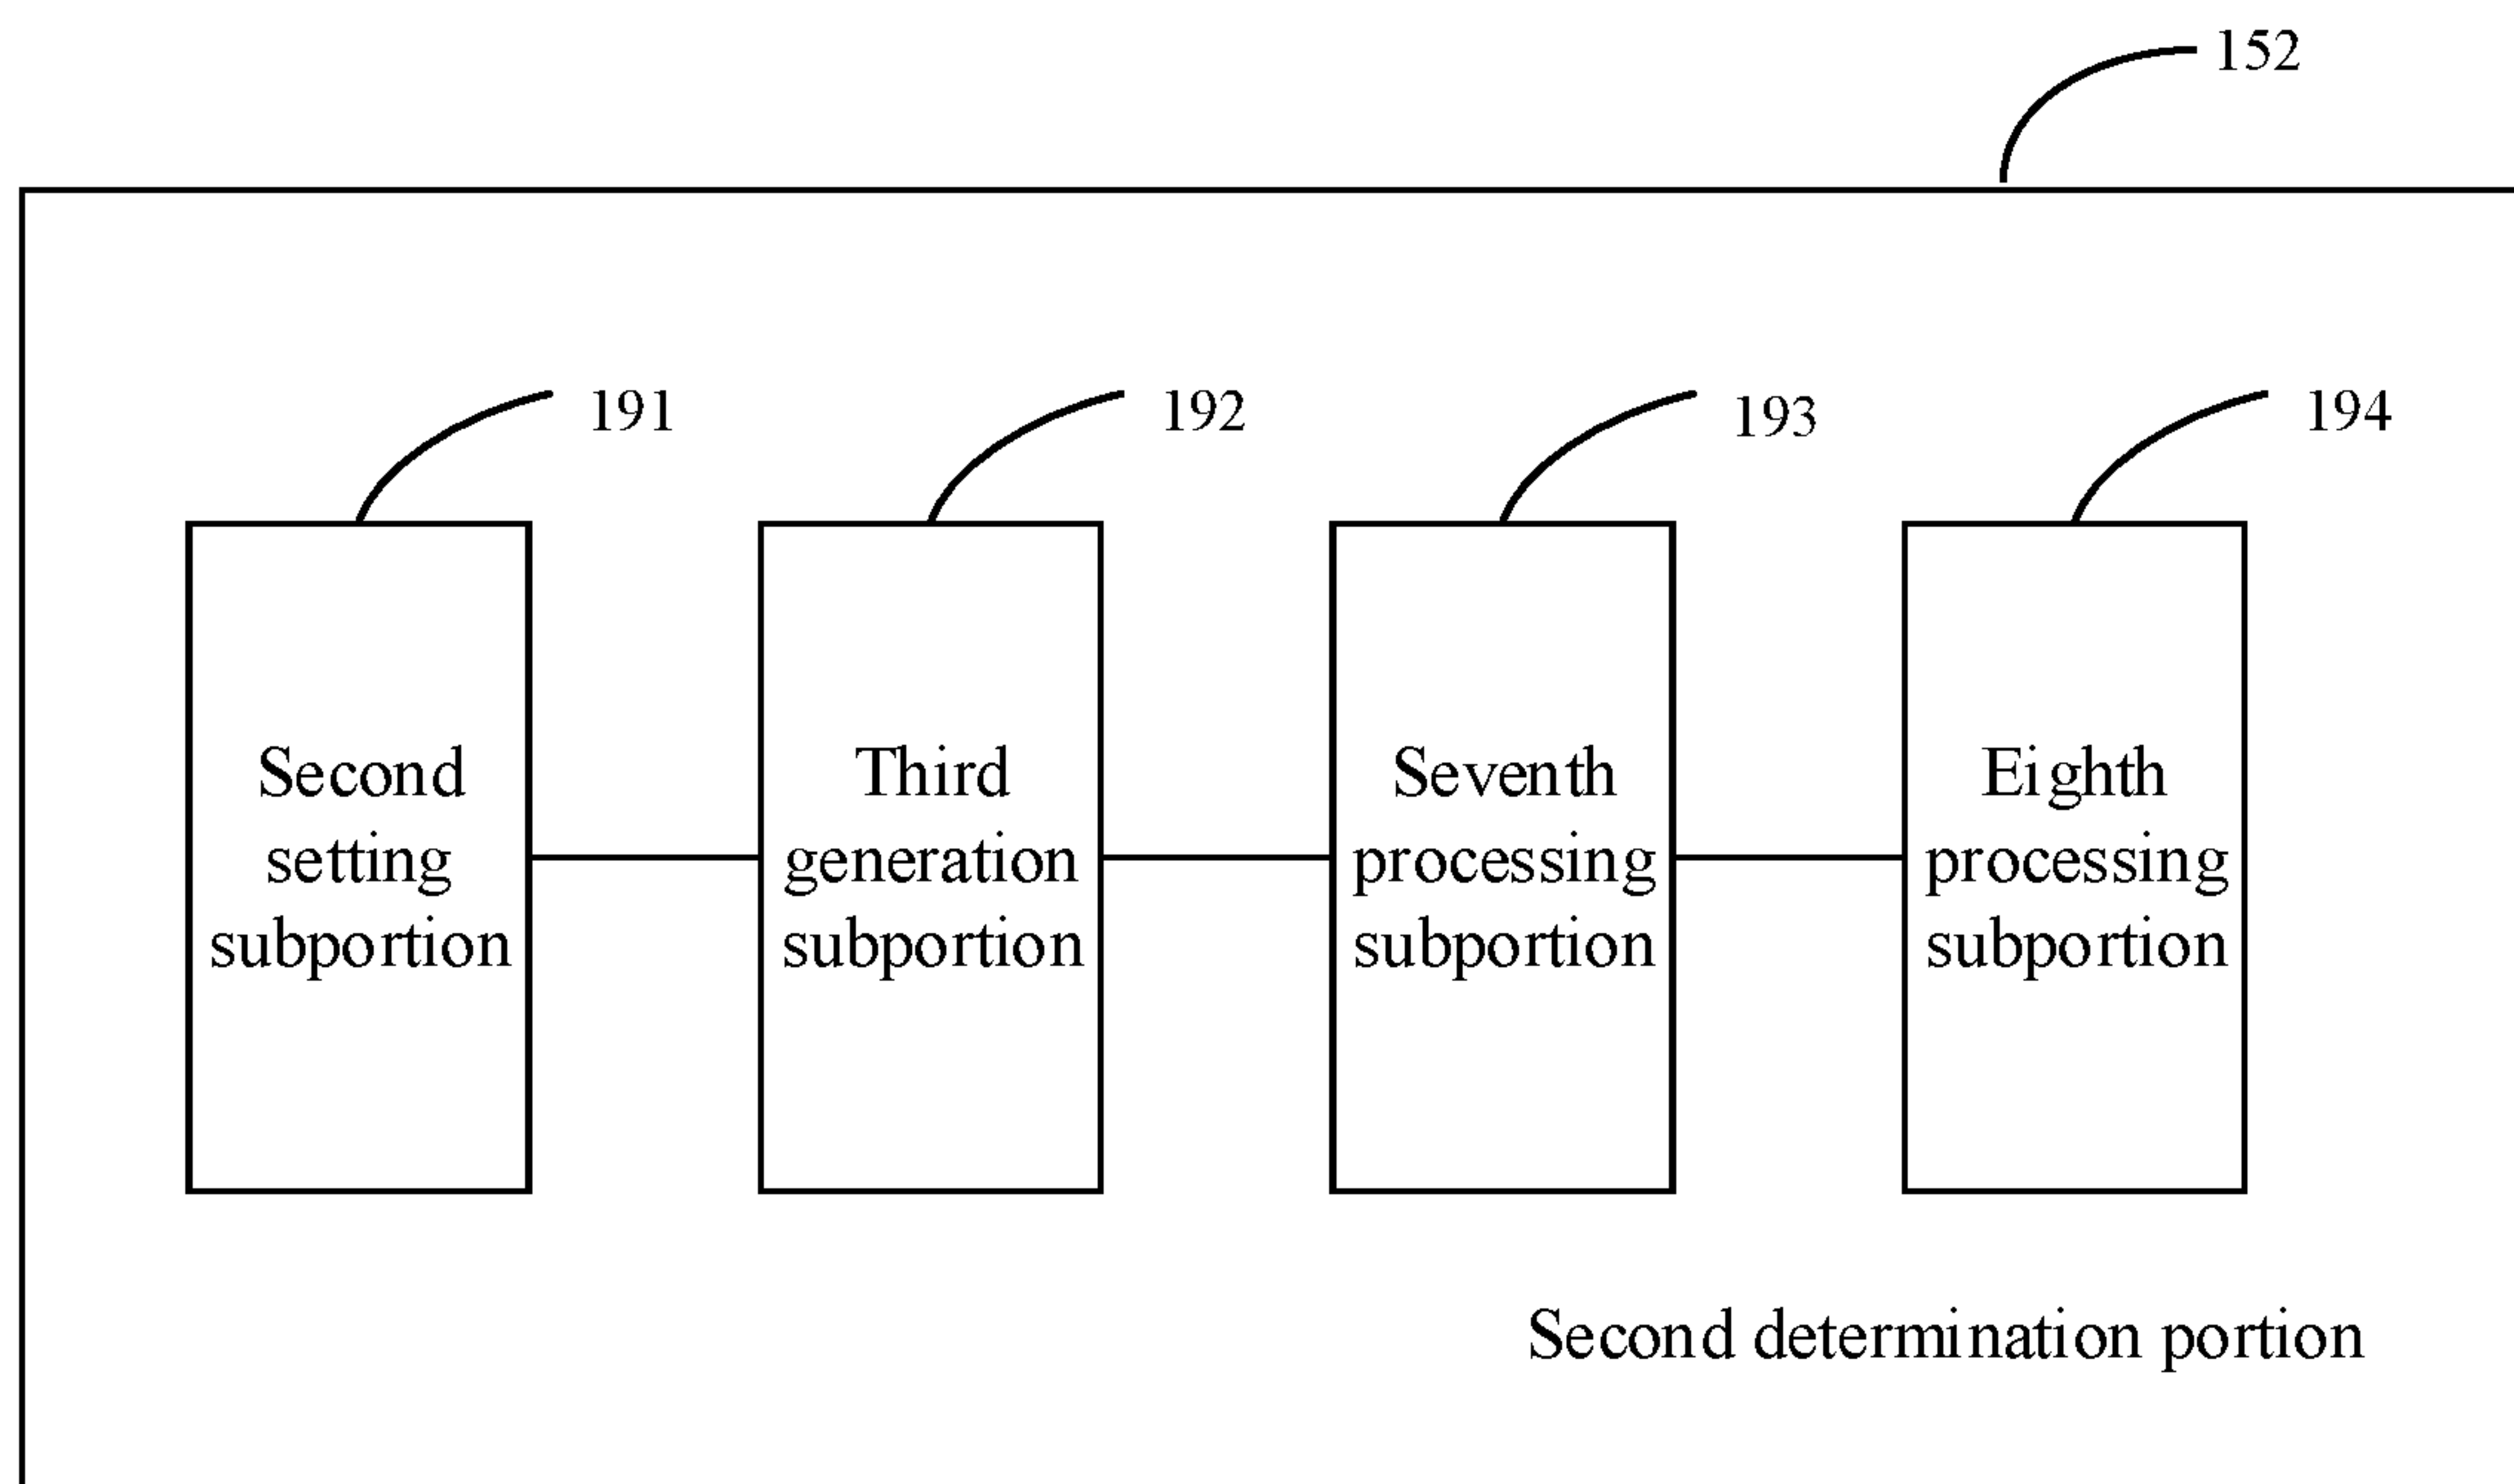 152
191
192
193
194
Second
setting
subportion
Third
generation
subportion
Seventh
processing
subportion
Eighth
processing
subportion
Second determination portion